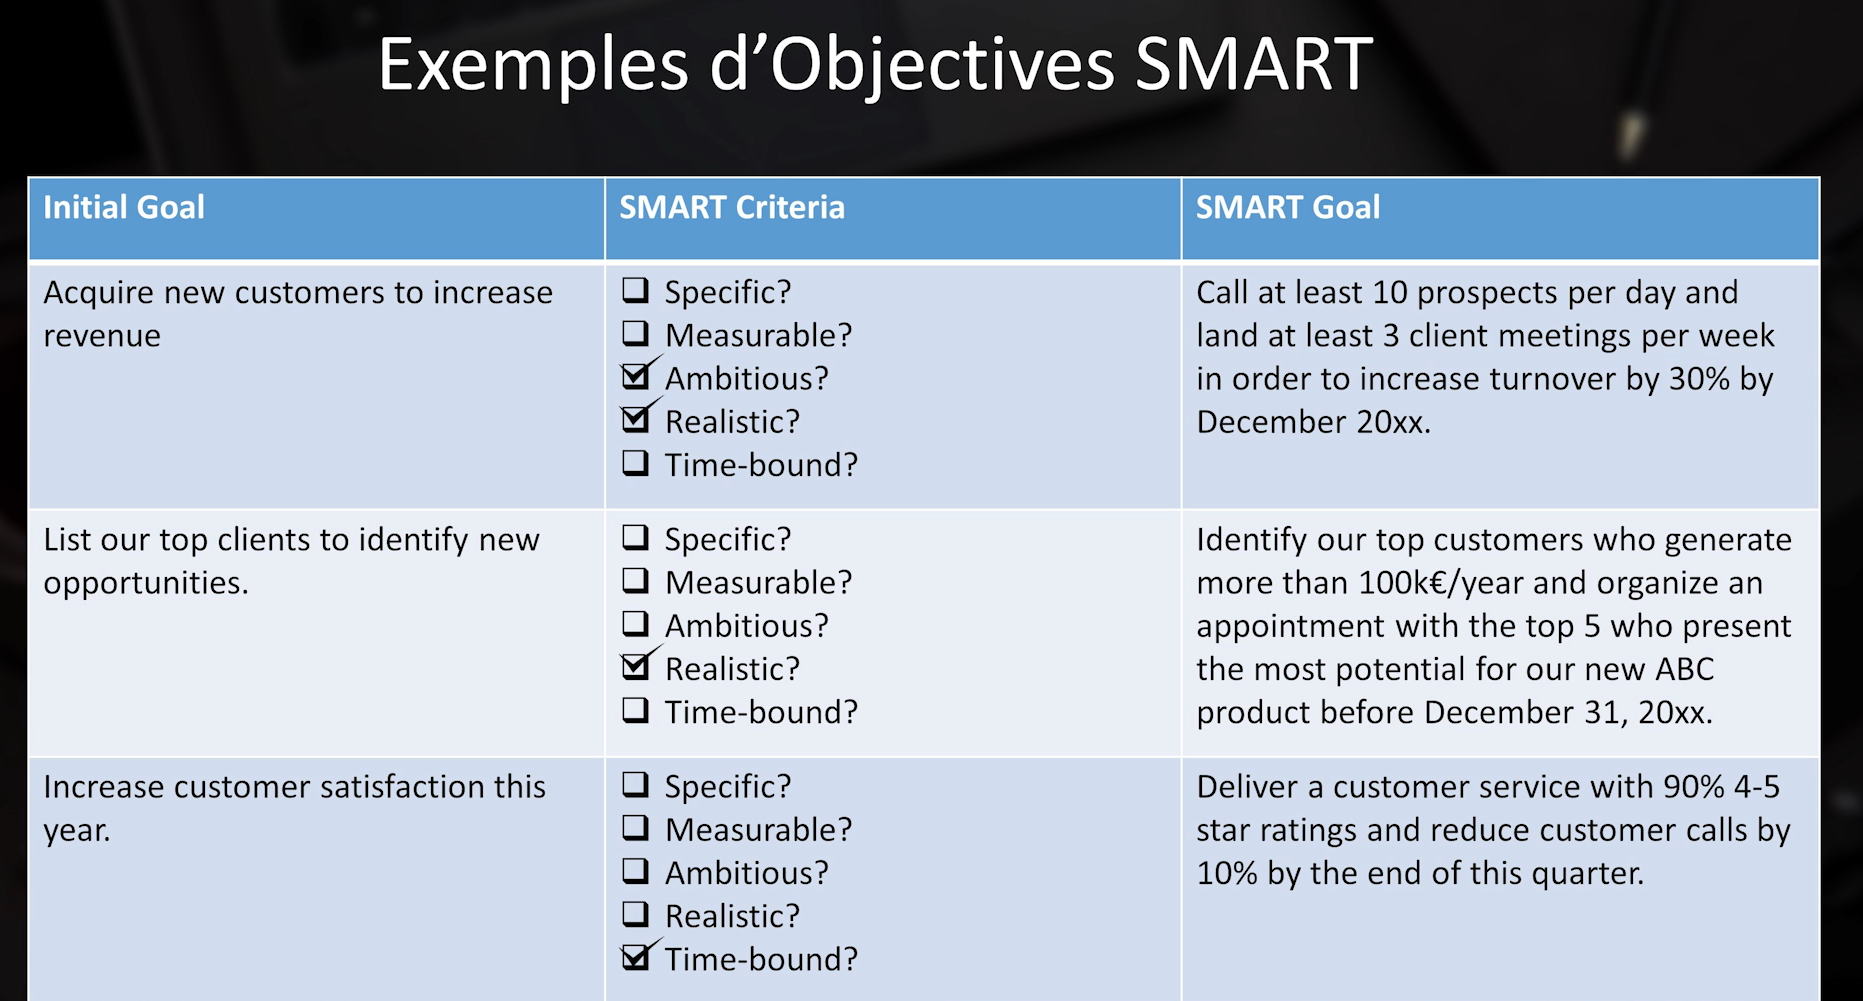 Exemples d’Objectives SMART
Initial Goal
SMART Criteria
SMART Goal
Acquire new customers to increase
revenue
Specific?
Measurable?
Ambitious?
Realistic?
Time-bound?
Call at least 10 prospects per day and
land at least 3 client meetings per week
in order to increase turnover by 30% by
December 20xx.
List our top clients to identify new
opportunities.
Specific?
Measurable?
Ambitious?
Realistic?
Time-bound?
Identify our top customers who generate
more than 100k€/year and organize an
appointment with the top 5 who present
the most potential for our new ABC
product before December 31, 20xx.
Increase customer satisfaction this
year.
Specific?
Measurable?
Ambitious?
Realistic?
Time-bound?
Deliver a customer service with 90% 4-5
star ratings and reduce customer calls by
10% by the end of this quarter.